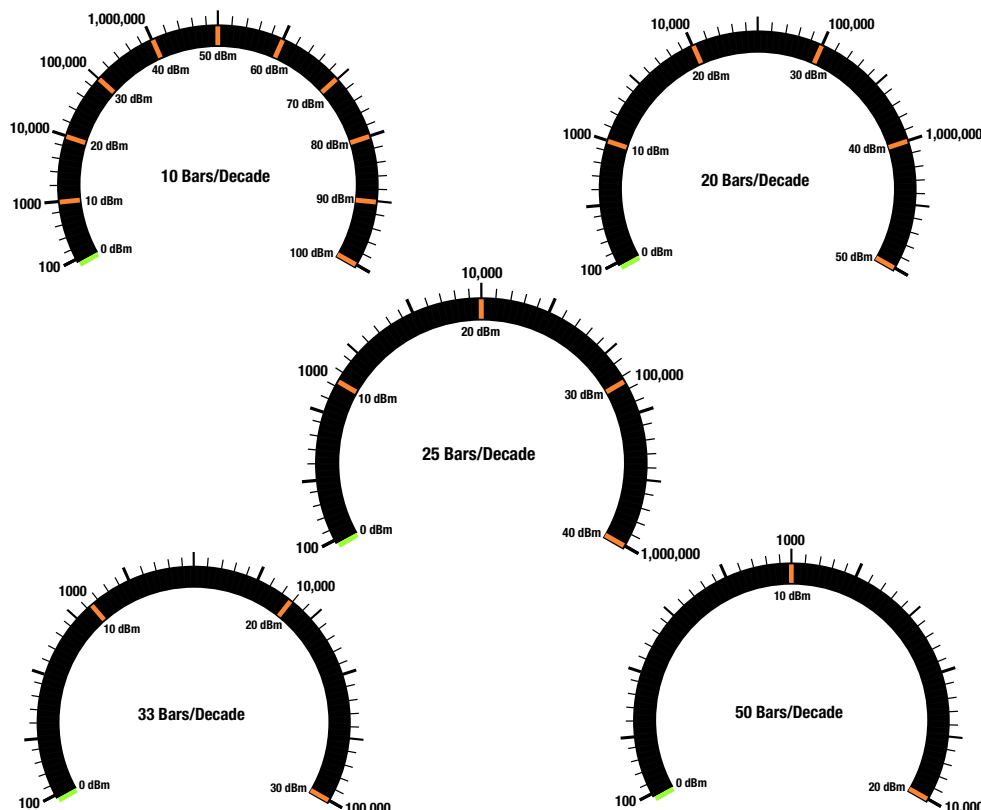 1,000,000
100,000
10,000
1000
100
50 dBm
40 dBm
60 dBm
30 dBm
70 dBm
20 dBm
80 dBm
10 dBm
90 dBm
0 dBm
100 dBm
10 Bars/Decade
10,000
100,000
1000
1,000,000
100
20 dBm
30 dBm
10 dBm
40 dBm
0 dBm
50 dBm
20 Bars/Decade
10,000
1000
100,000
100
1,000,000
20 dBm
10 dBm
30 dBm
0 dBm
40 dBm
25 Bars/Decade
1000
10,000
100
100,000
10 dBm
20 dBm
0 dBm
30 dBm
33 Bars/Decade
1000
100
10,000
10 dBm
0 dBm
20 dBm
50 Bars/Decade